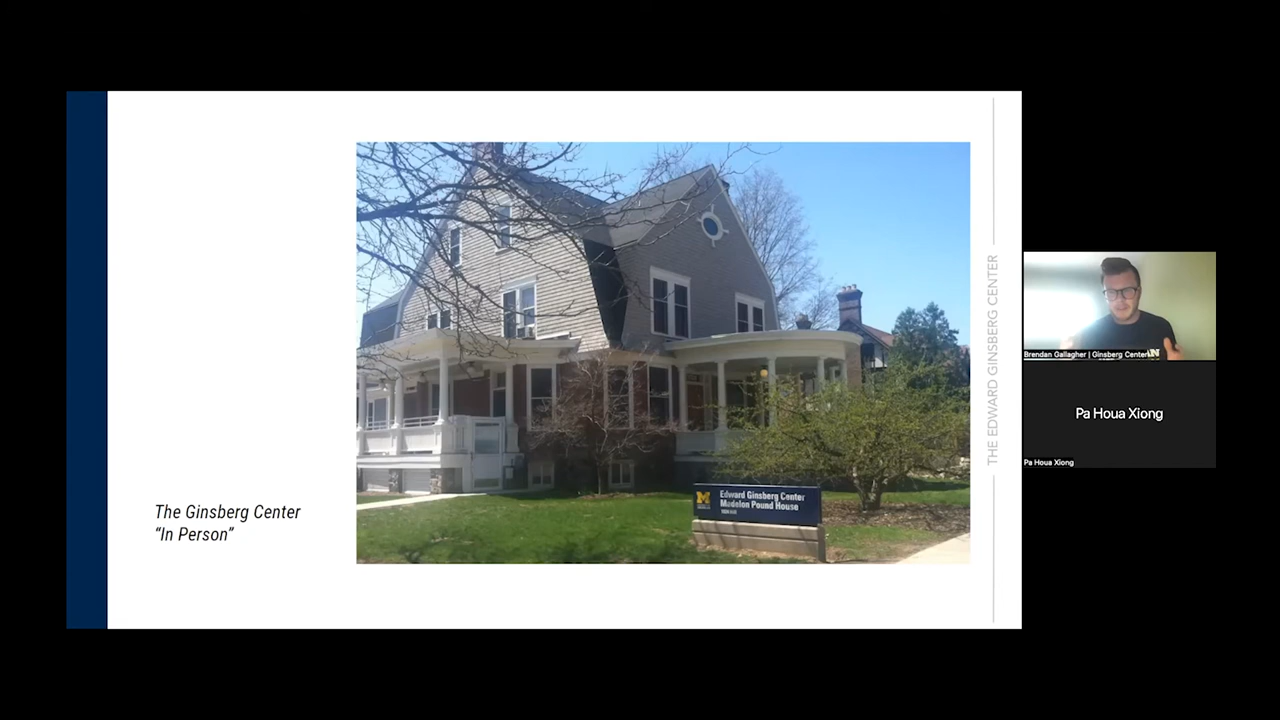 The Ginsberg Center
“In Person”
M
Edward Ginsberg Center
Madelon Pound House
THE EDWARD GINSBERG CENTER
Brendan Gallagher | Ginsberg Center
Pa Houa Xiong
Pa Houa Xiong